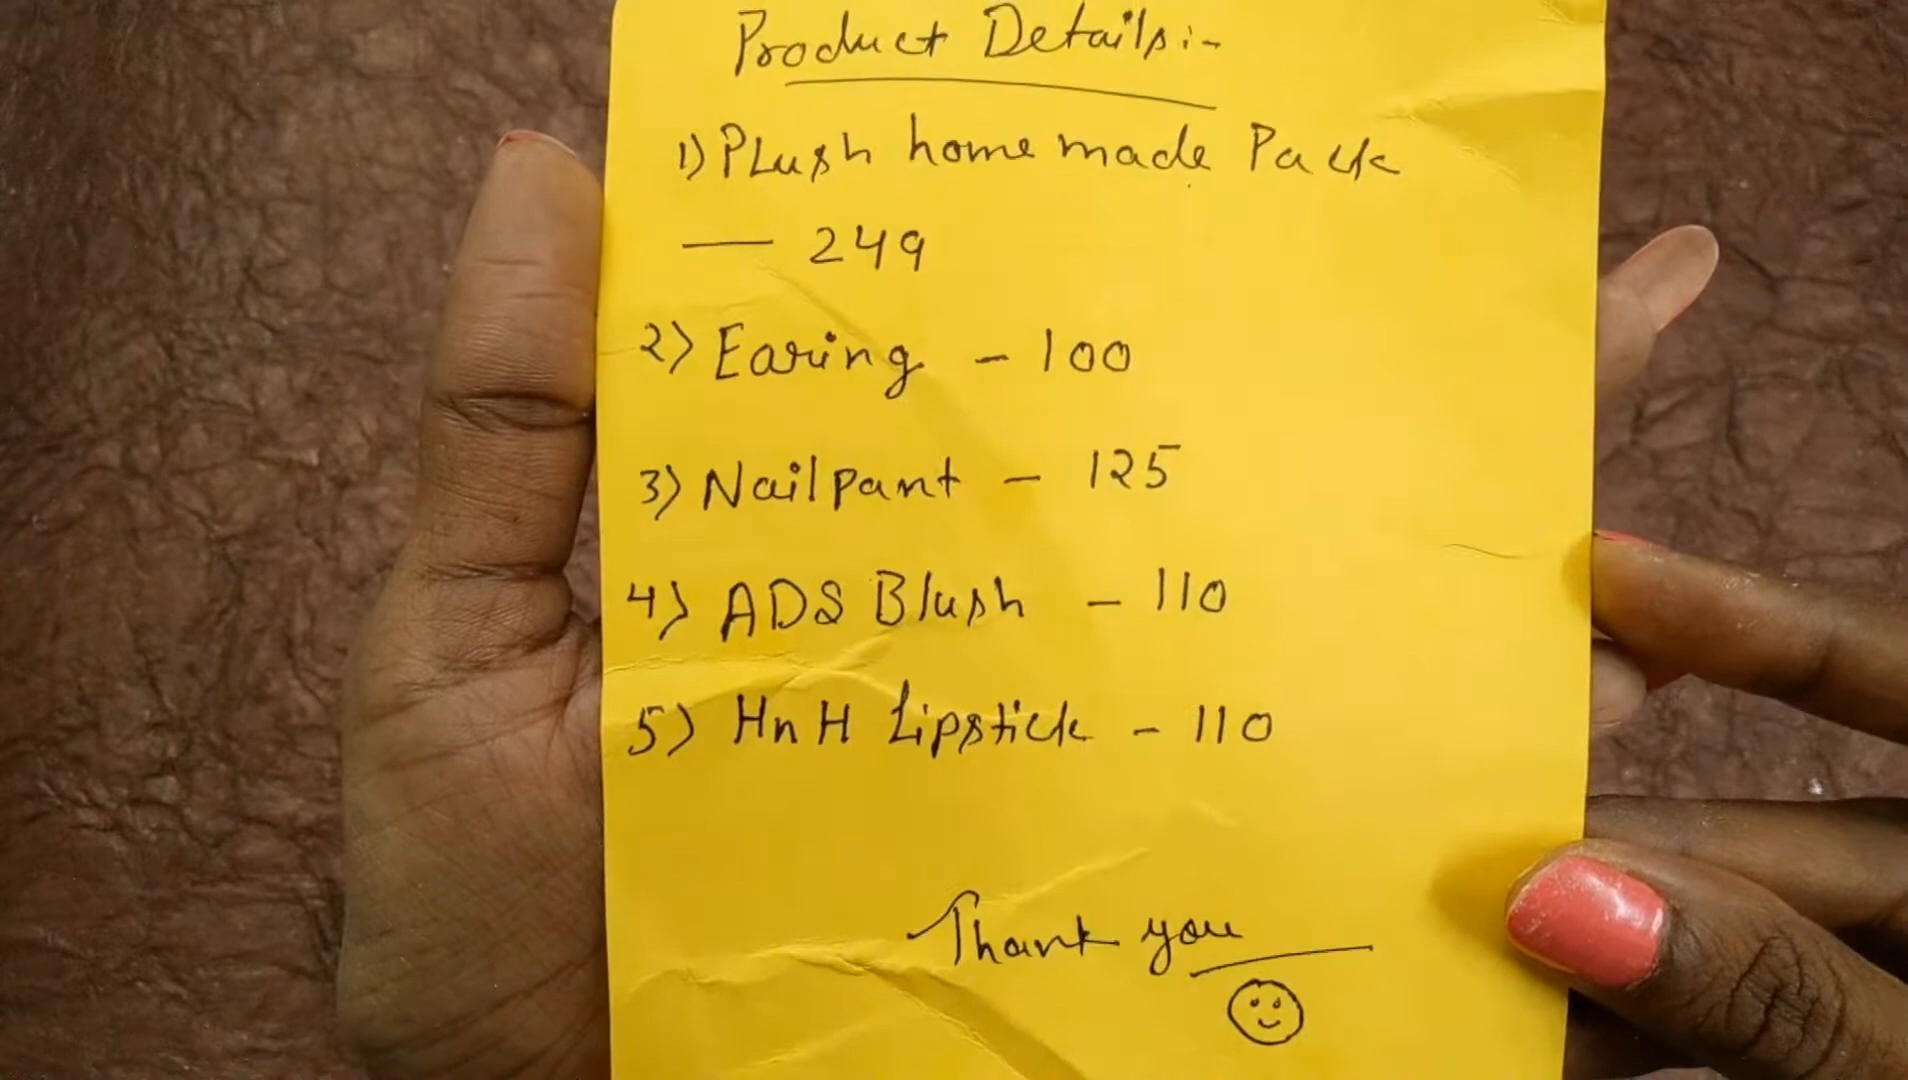 Product Details:-
1) PLush home made Pack
— 249
2) Earing - 100
3) Nailpant - 125
4) ADS Blush - 110
5) HnH Lipstick - 110
Thank you